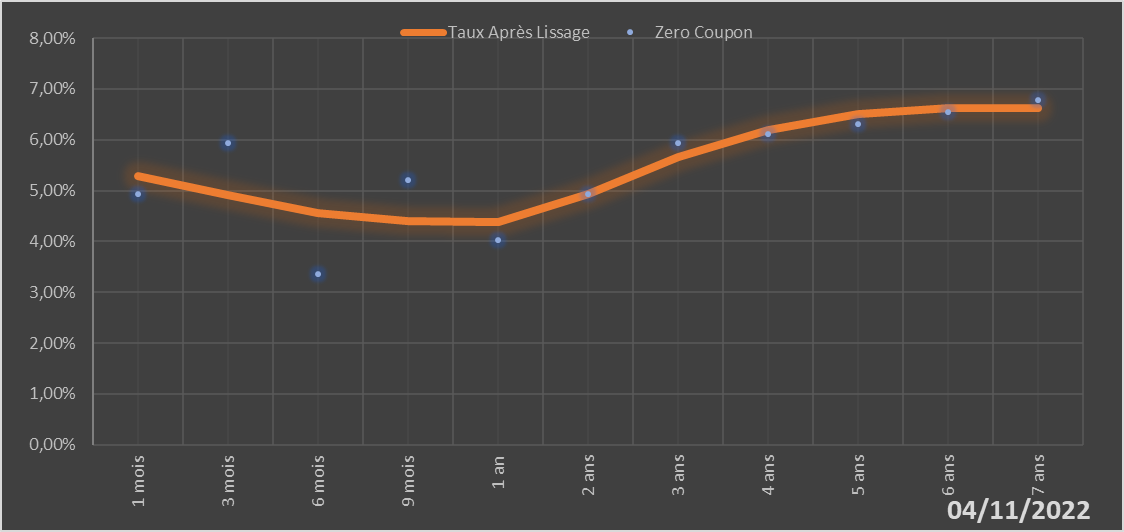 Taux Après Lissage
Zero Coupon
8,00%
7,00%
6,00%
5,00%
4,00%
3,00%
2,00%
1,00%
0,00%
1 mois
3 mois
6 mois
9 mois
1 an
2 ans
3 ans
4 ans
5 ans
6 ans
7 ans
04/11/2022